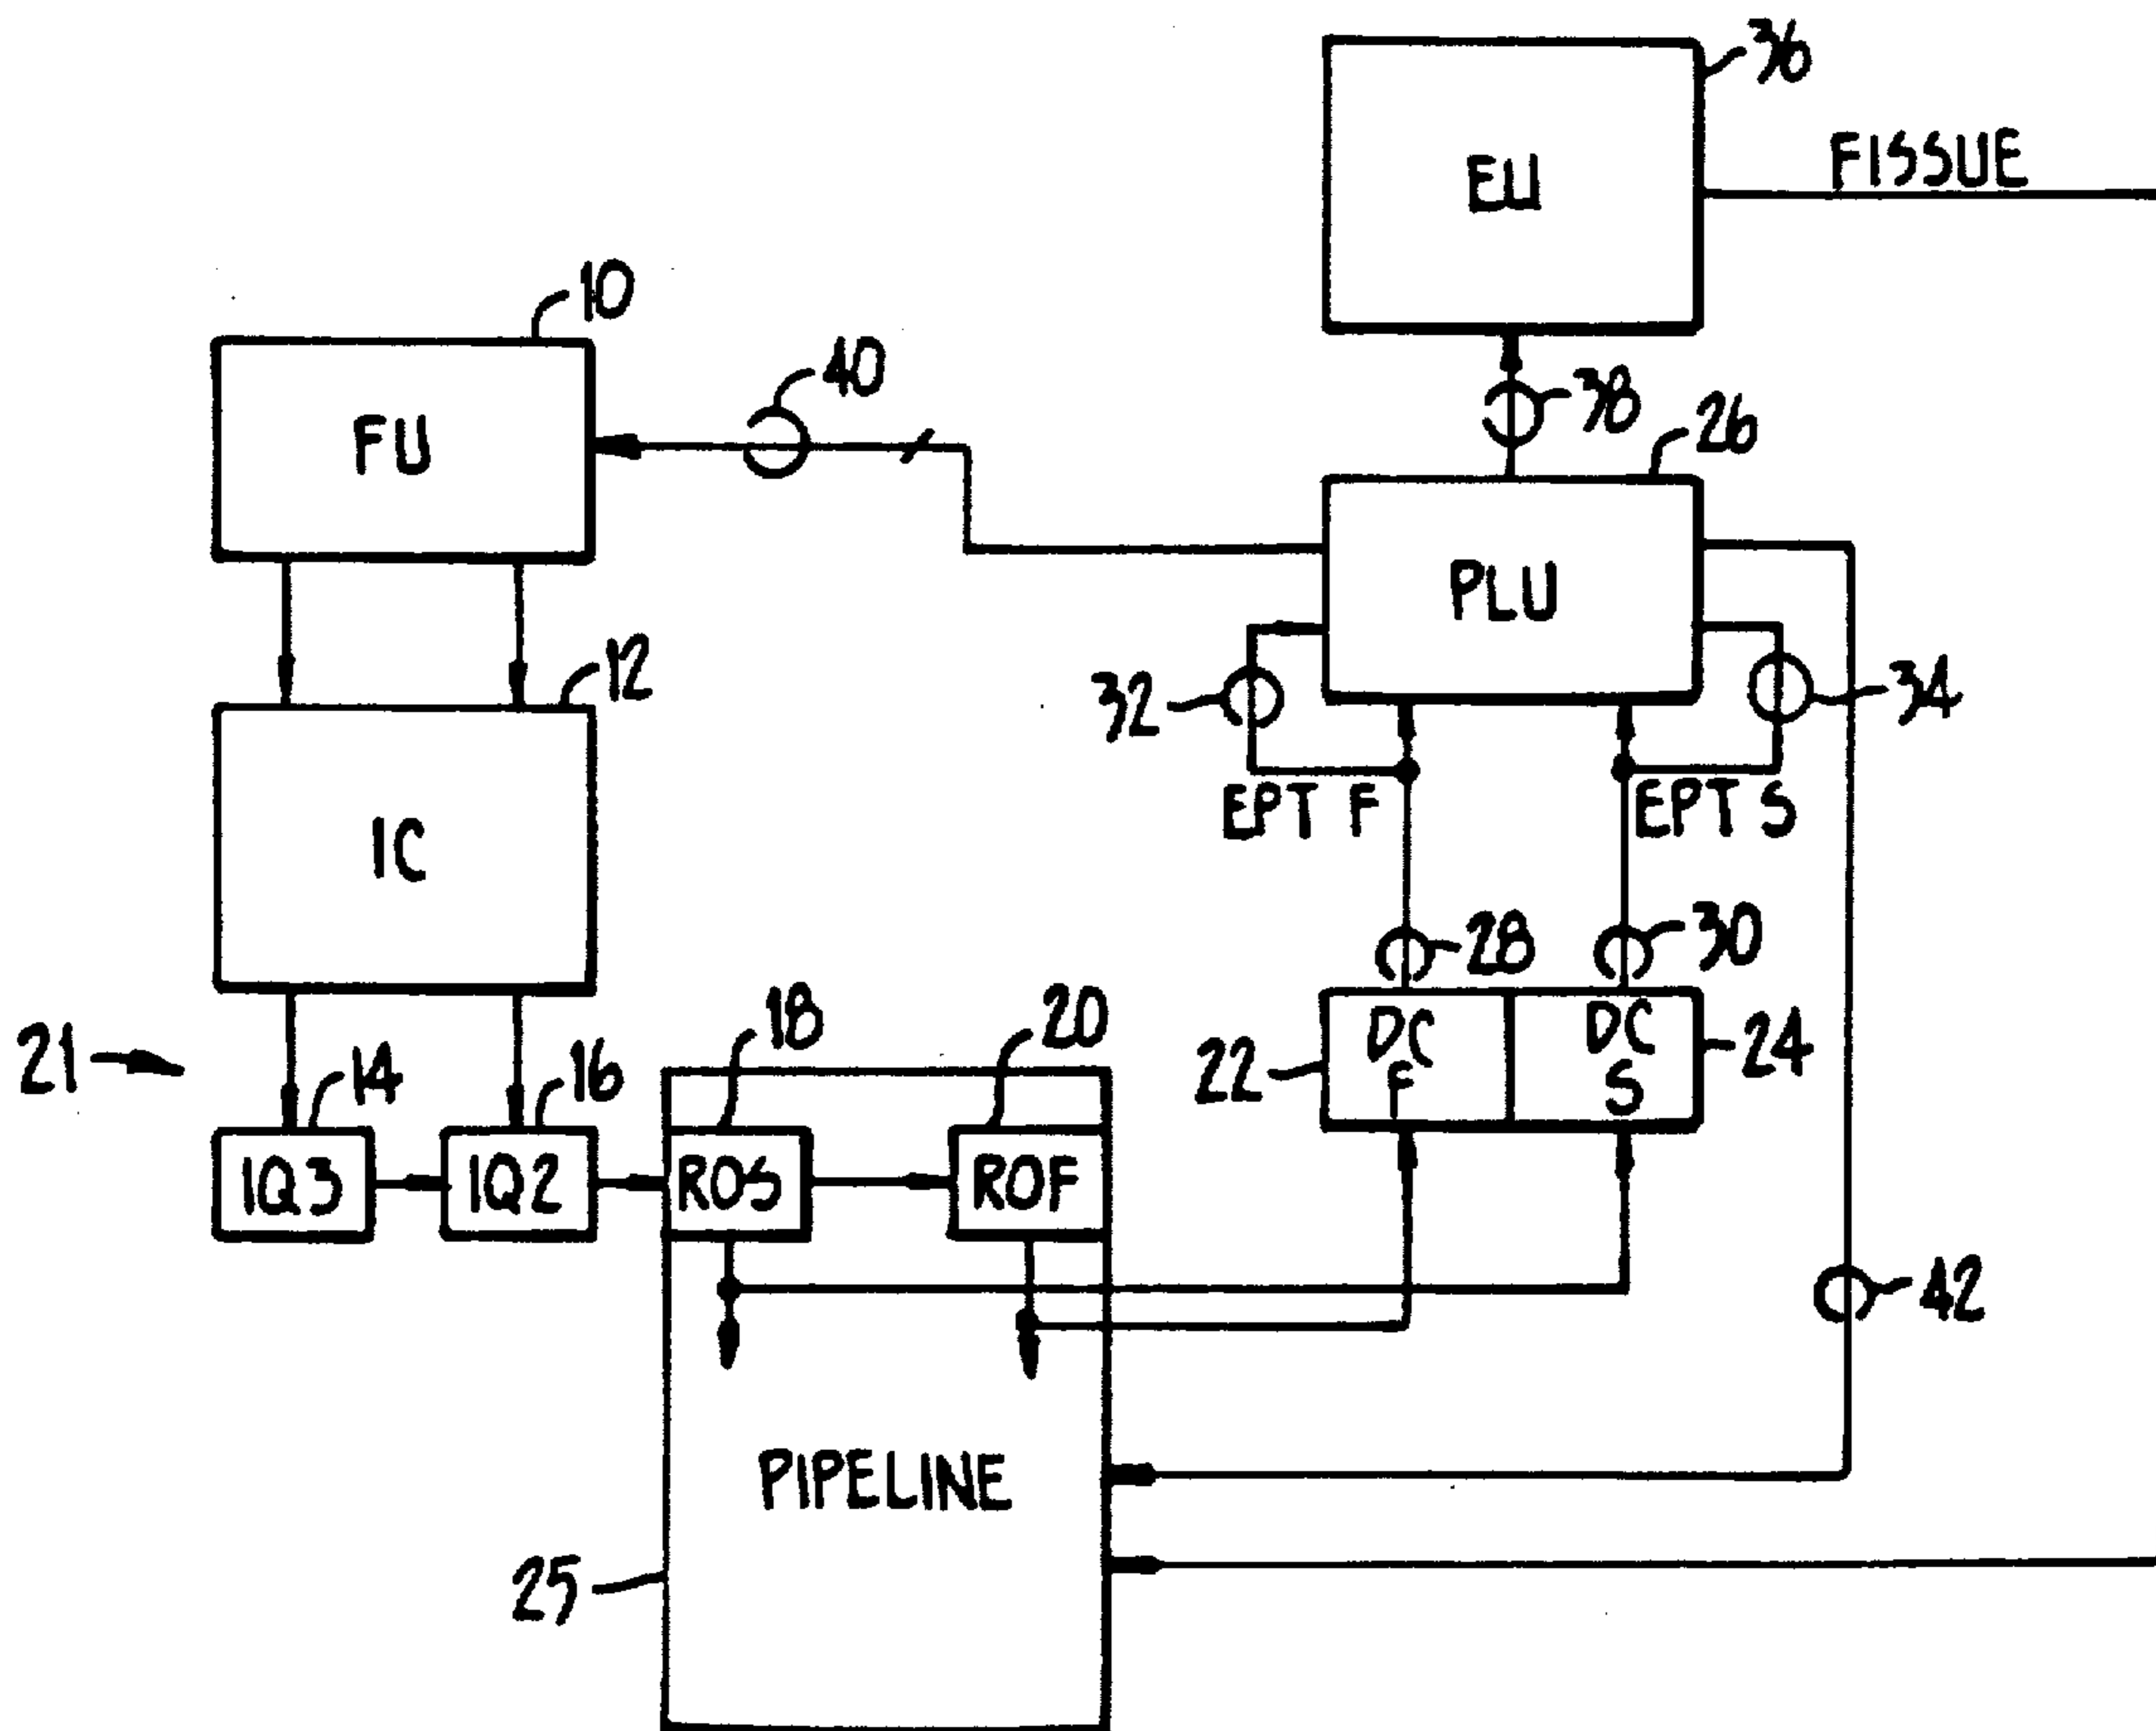 36
EU
FISSUE
10
40
38
26
FU
PLU
12
32
34
EPT F
EPT S
IC
28
30
18
20
21
14
16
22
DC F
DC S
24
IQ3
IQ2
ROS
ROF
42
PIPELINE
25